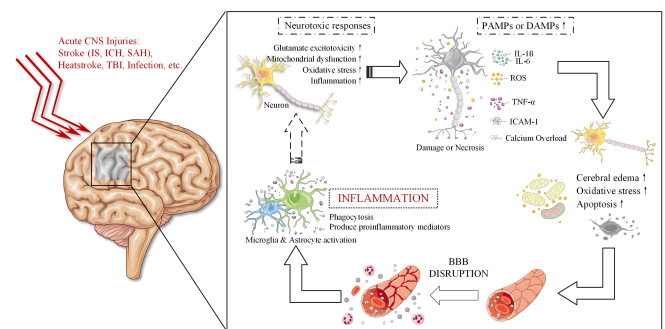 Acute CNS Injuries:
Stroke (IS, ICH, SAH),
Heatstroke, TBI, Infection, etc.
Neurotoxic responses
Glutamate excitotoxicity ↑
Mitochondrial dysfunction ↑
Oxidative stress ↑
Inflammation ↑
Neuron
PAMPs or DAMPs ↑
IL-1β
IL-6
ROS
TNF-α
ICAM-1
Calcium Overload
Damage or Necrosis
Cerebral edema ↑
Oxidative stress ↑
Apoptosis ↑
INFLAMMATION
Phagocytosis
Produce proinflammatory mediators
Microglia & Astrocyte activation
BBB
DISRUPTION